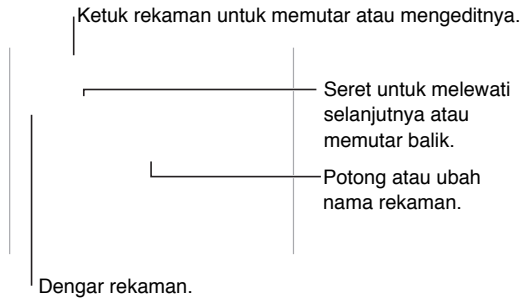 Ketuk rekaman untuk memutar atau mengeditnya.
Seret untuk melewati
selanjutnya atau
memutar balik.
Potong atau ubah
nama rekaman.
Dengar rekaman.